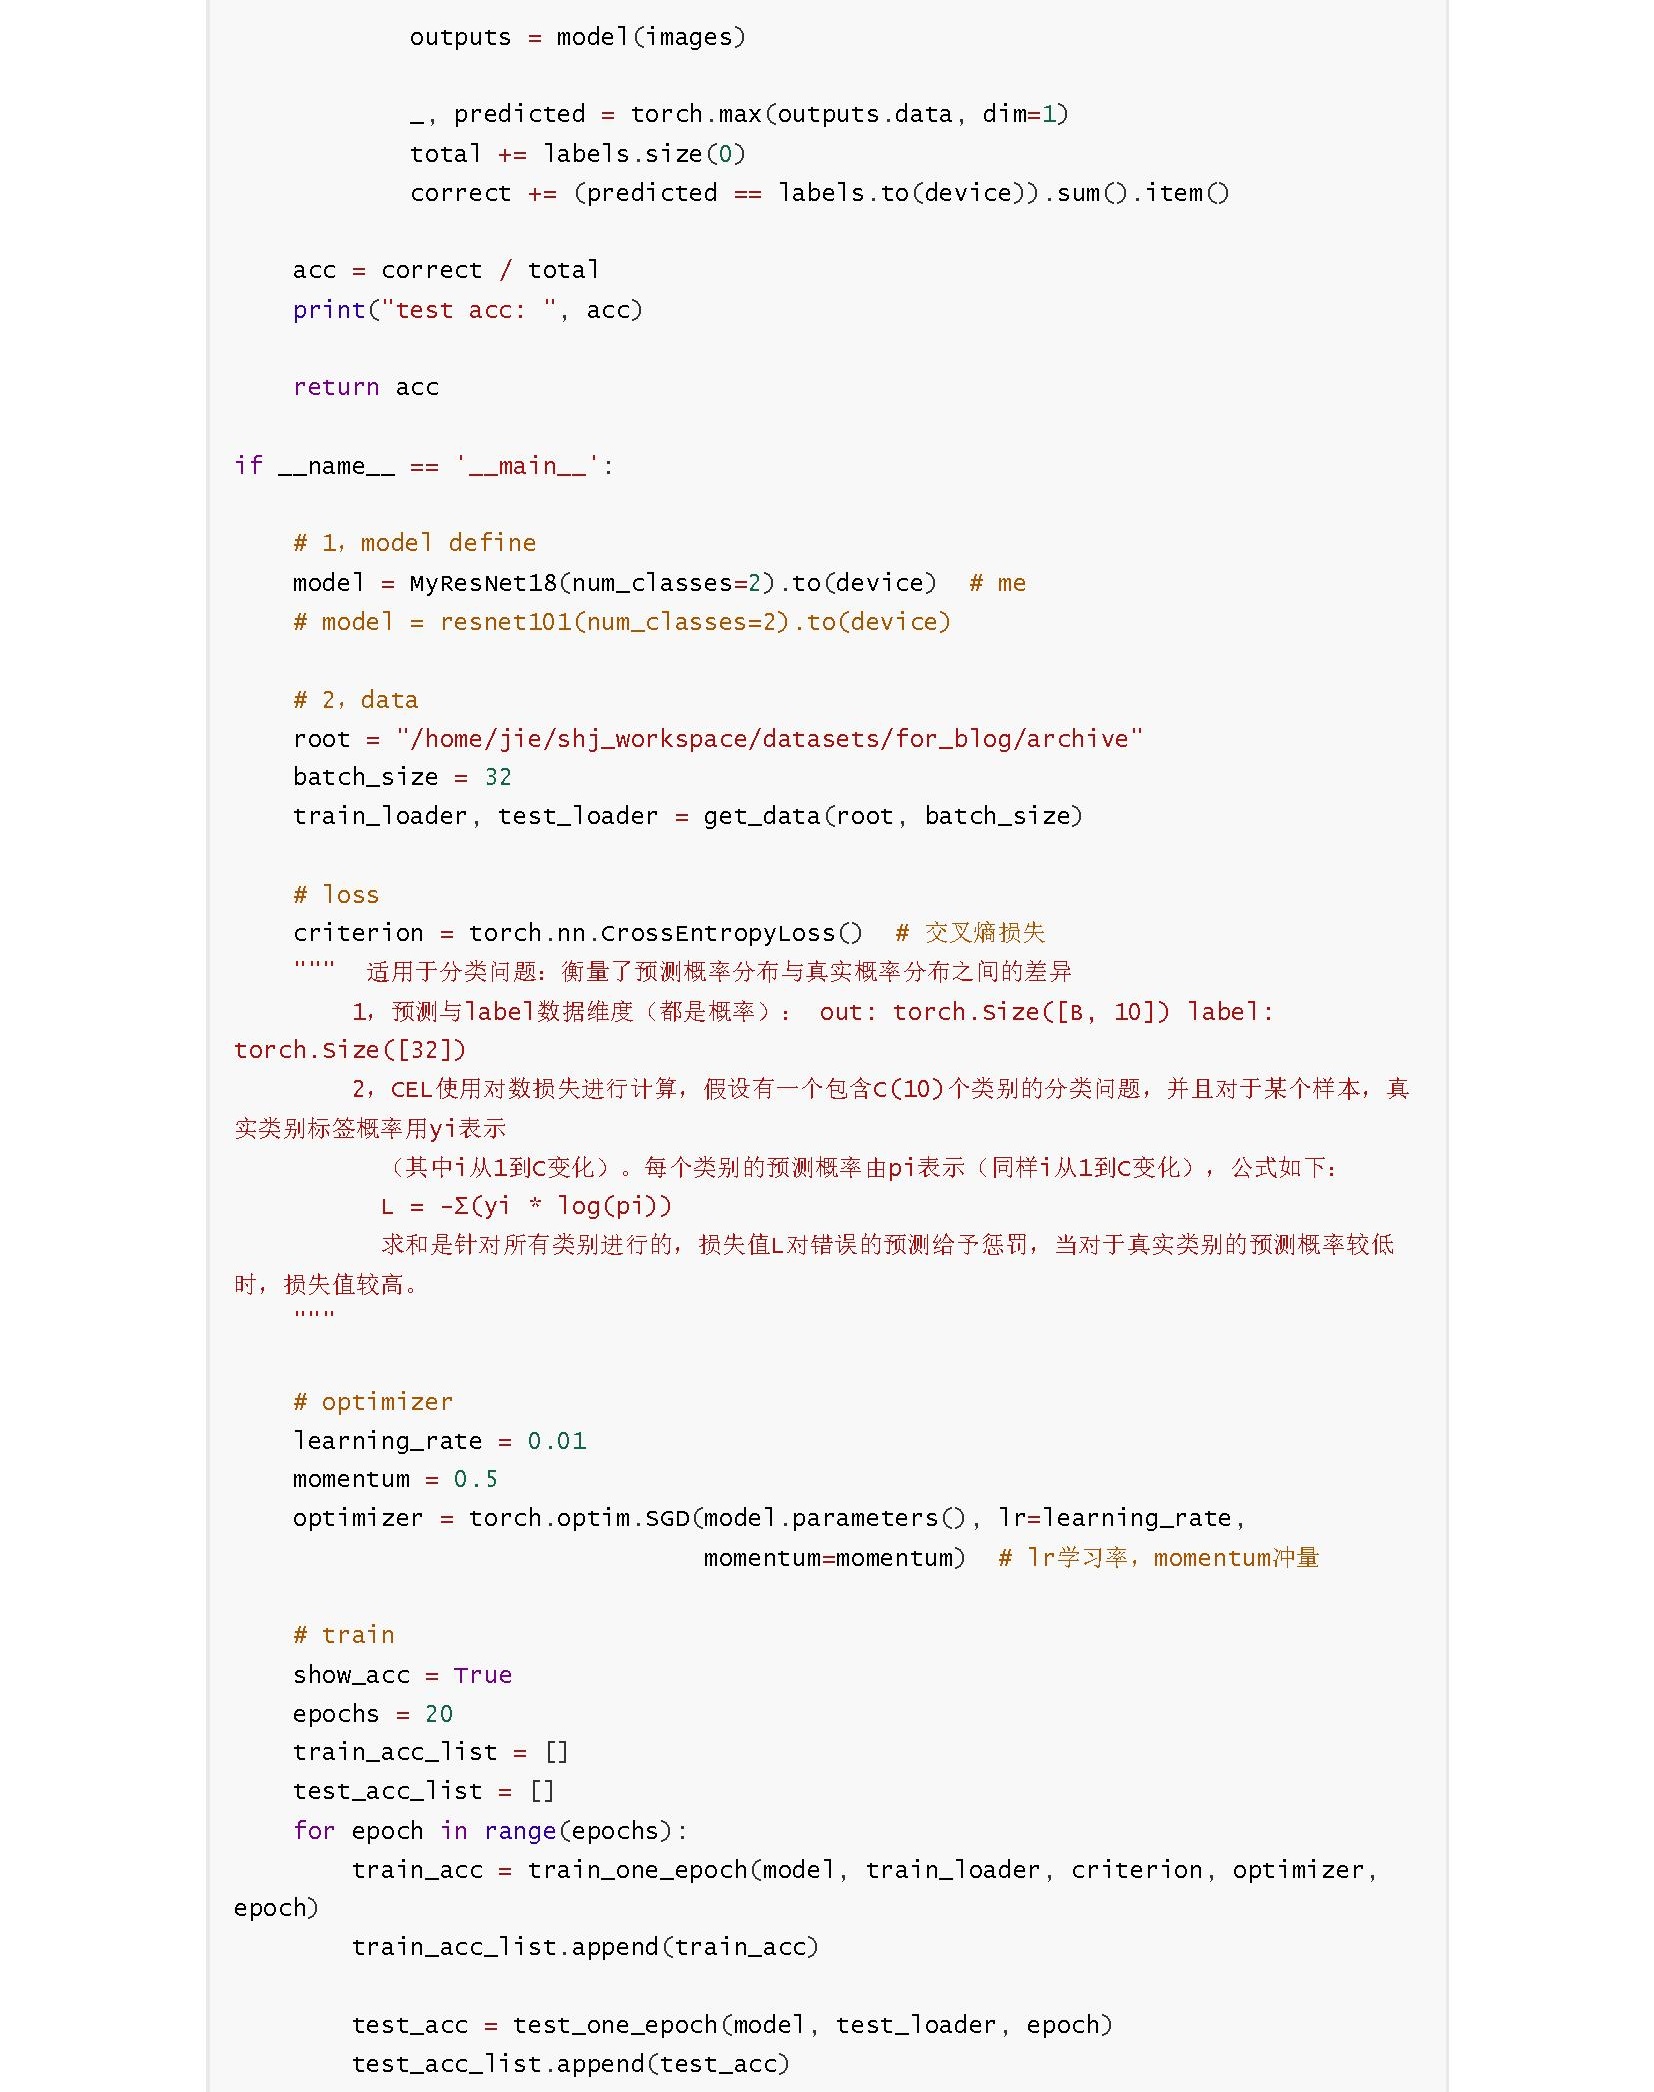 outputs = model(images)
_, predicted = torch.max(outputs.data, dim=1)
total += labels.size(0)
correct += (predicted == labels.to(device)).sum().item()
acc = correct / total
print("test acc: ", acc)
return acc
if __name__ == '__main__':
# 1，model define
model = MyResNet18(num_classes=2).to(device)  # me
# model = resnet101(num_classes=2).to(device)
# 2，data
root = "/home/jie/shj_workspace/datasets/for_blog/archive"
batch_size = 32
train_loader, test_loader = get_data(root, batch_size)
# loss
criterion = torch.nn.CrossEntropyLoss()  # 交叉熵损失
"""  适用于分类问题：衡量了预测概率分布与真实概率分布之间的差异
1，预测与label数据维度（都是概率）： out: torch.Size([B, 10]) label:
torch.Size([32])
2，CEL使用对数损失进行计算，假设有一个包含C(10)个类别的分类问题，并且对于某个样本，真
实类别标签概率用yi表示
（其中i从1到C变化）。每个类别的预测概率由pi表示（同样i从1到C变化），公式如下：
L = -Σ(yi * log(pi))
求和是针对所有类别进行的，损失值L对错误的预测给予惩罚，当对于真实类别的预测概率较低
时，损失值较高。
"""
# optimizer
learning_rate = 0.01
momentum = 0.5
optimizer = torch.optim.SGD(model.parameters(), lr=learning_rate,
momentum=momentum)  # lr学习率，momentum冲量
# train
show_acc = True
epochs = 20
train_acc_list = []
test_acc_list = []
for epoch in range(epochs):
train_acc = train_one_epoch(model, train_loader, criterion, optimizer,
epoch)
train_acc_list.append(train_acc)
test_acc = test_one_epoch(model, test_loader, epoch)
test_acc_list.append(test_acc)